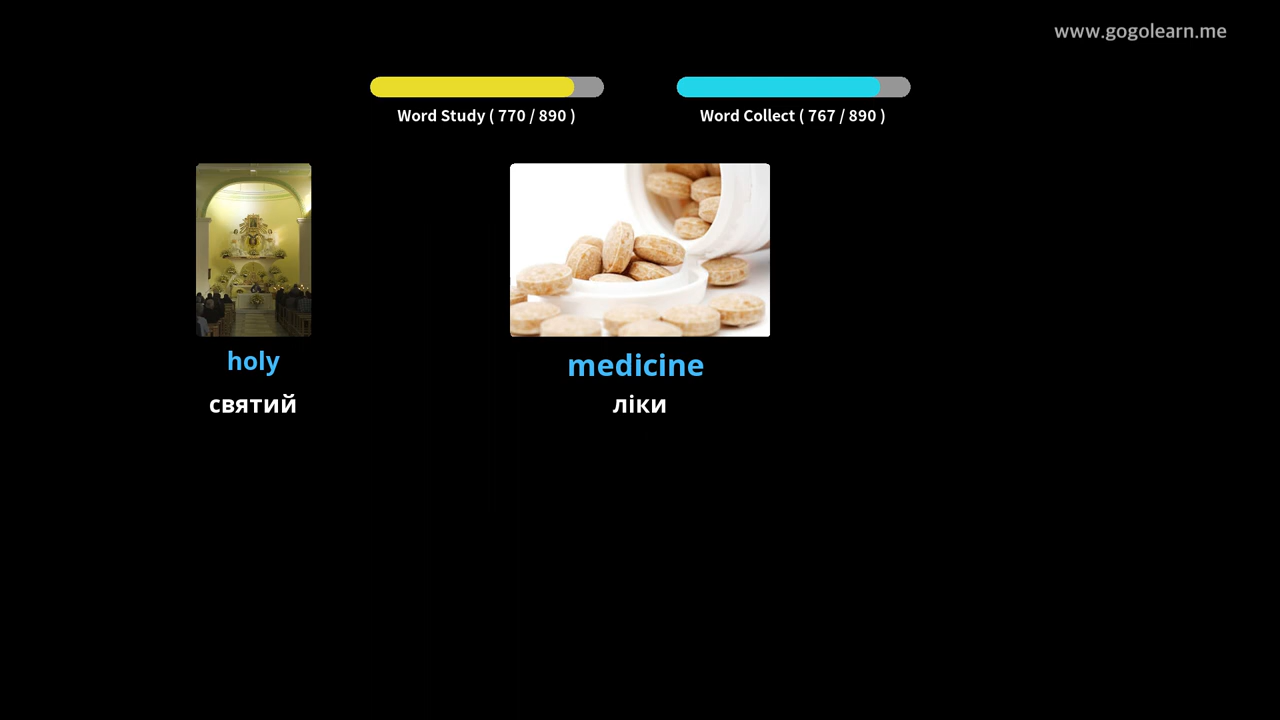 www.gogolearn.me
Word Study ( 770 / 890 )
Word Collect ( 767 / 890 )
holy
святий
medicine
ліки